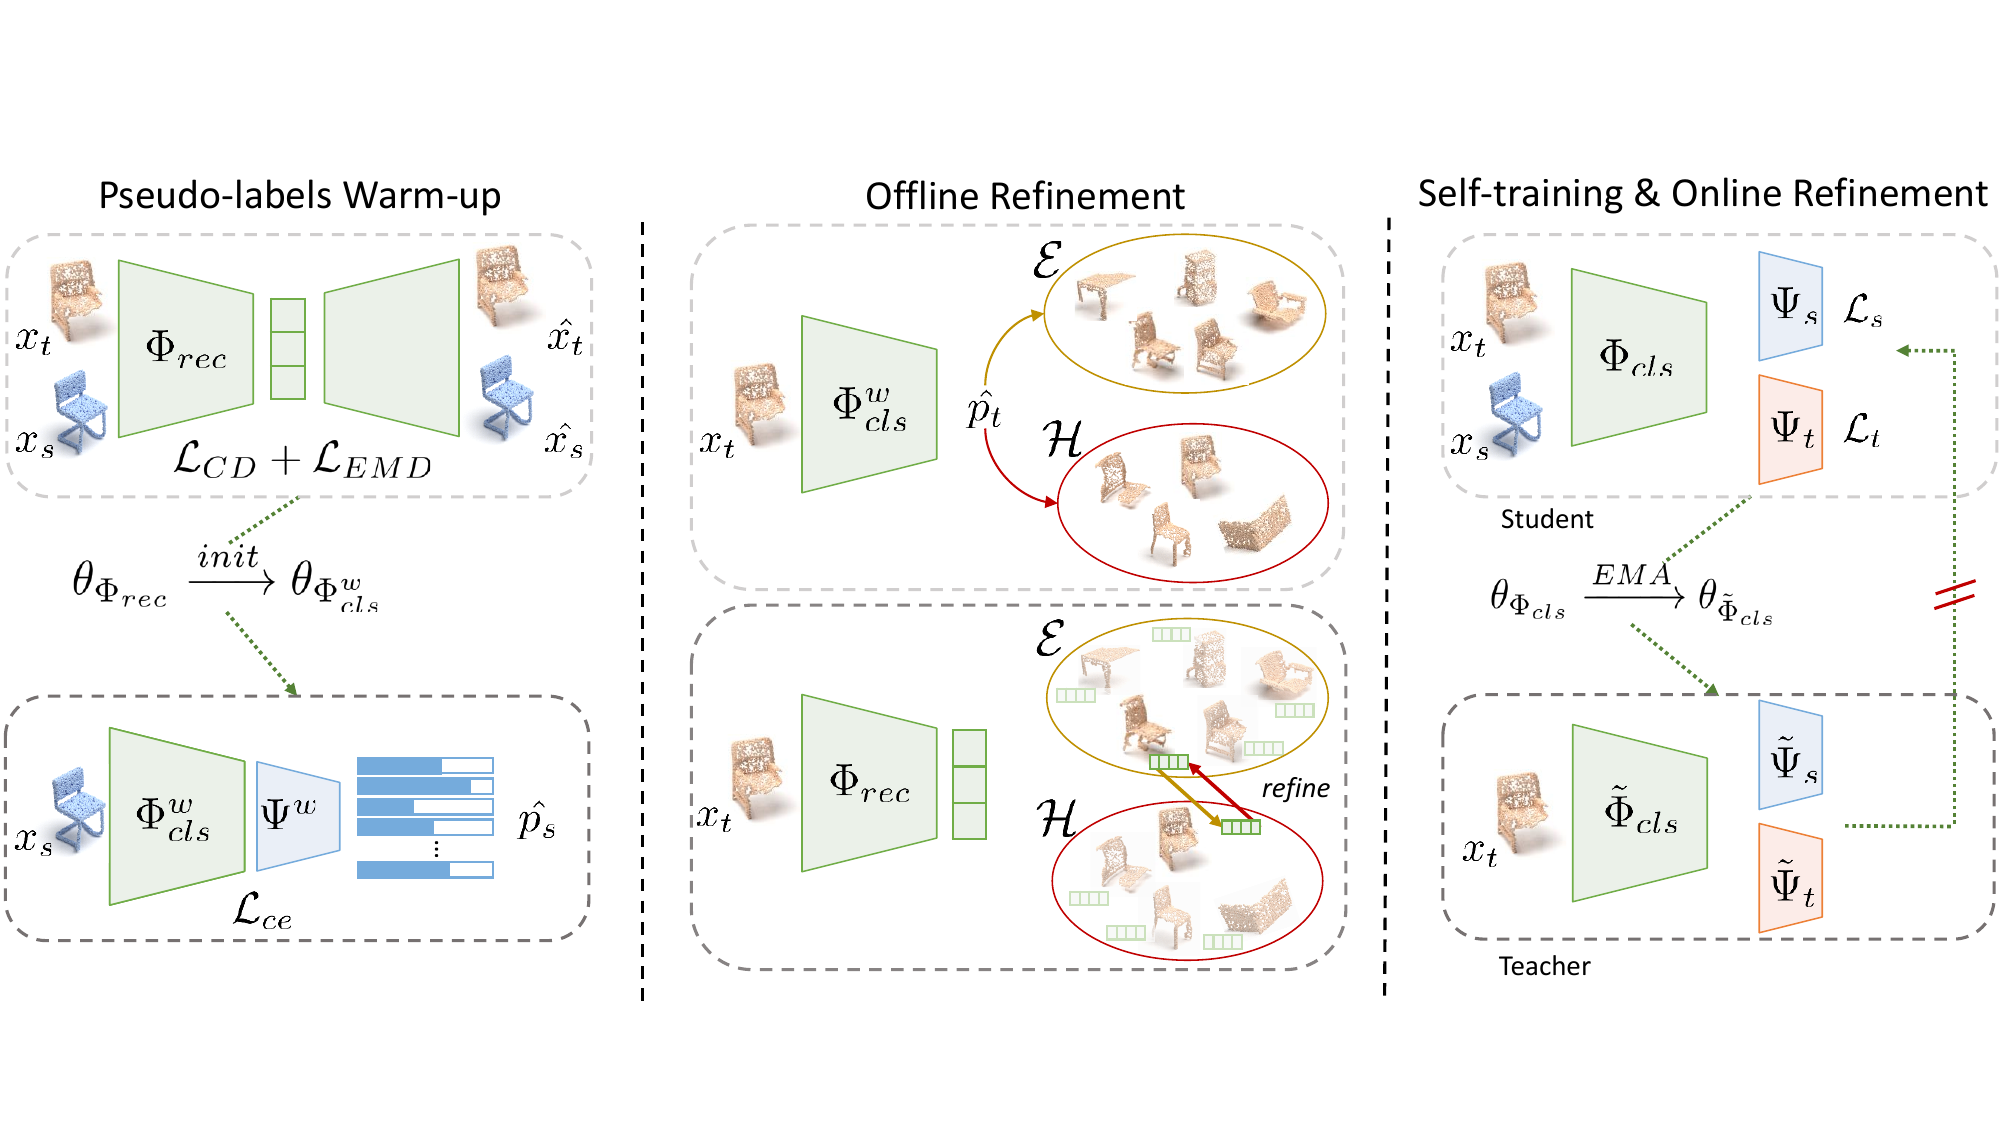 Pseudo-labels Warm-up
$x_t$
$x_s$
$\Phi_{rec}$
$\hat{x_t}$
$\hat{x_s}$
$\mathcal{L}_{CD} + \mathcal{L}_{EMD}$
$\theta_{\Phi_{rec}} \xrightarrow{init} \theta_{\Phi^w_{cls}}$
$x_s$
$\Phi^w_{cls}$
$\Psi^w$
$\hat{p_s}$
$\mathcal{L}_{ce}$
Offline Refinement
$x_t$
$\Phi^w_{cls}$
$\hat{p_t}$
$\mathcal{E}$
$\mathcal{H}$
$x_t$
$\Phi_{rec}$
$\mathcal{E}$
refine
$\mathcal{H}$
Self-training & Online Refinement
$x_t$
$x_s$
$\Phi_{cls}$
$\Psi_s$
$\mathcal{L}_s$
$\Psi_t$
$\mathcal{L}_t$
Student
$\theta_{\Phi_{cls}} \xrightarrow{EMA} \theta_{\tilde{\Phi}_{cls}}$
$x_t$
$\tilde{\Phi}_{cls}$
$\tilde{\Psi}_s$
$\tilde{\Psi}_t$
Teacher